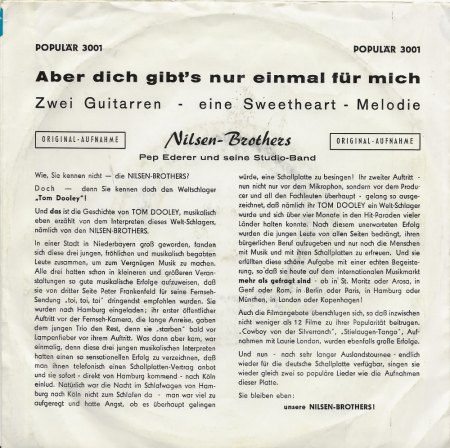 POPULÄR 3001
POPULÄR 3001
Aber dich gibt's nur einmal für mich
Zwei Guitarren - eine Sweetheart - Melodie
ORIGINAL-AUFNAHME
Nilsen-Brothers
ORIGINAL-AUFNAHME
Pep Ederer und seine Studio-Band
Wie, Sie kennen nicht — die NILSEN-BROTHERS?
Doch — denn Sie kennen doch den Weltschlager
„Tom Dooley"!
Und das ist die Geschichte von TOM DOOLEY, musikalisch
eben erzählt von dem Interpreten dieses Welt-Schlagers,
nämlich von den NILSEN-BROTHERS.
In einer Stadt in Niederbayern groß geworfen, fanden
sich diese drei jungen, fröhlichen und musikalisch begabten
Leute zusammen, um zum Vergnügen Musik zu machen.
Alle drei hatten schon in kleineren und größeren Veran-
staltungen so gute musikalische Erfolge aufzuweisen, daß
sie von dritter Seite Peter Frankenfeld für seine Fernseh-
Sendung „toi, toi, toi" dringendst empfohlen wurden. Sie
wurden nach Hamburg eingeladen: ihr erster öffentlicher
Auftritt vor der Fernseh-Kamera, die lange Anreise, gaben
dem jungen Trio den Rest, denn sie „starben" bald vor
Lampenfieber vor ihrem Auftritt. Was dann aber kam, war
einmalig, denn diese drei jungen musikalischen Interpreten
hatten einen so sensationellen Erfolg zu verzeichnen, daß
man ihnen telefonisch einen Schallplatten-Vertrag anbot
und sie sofort - direkt von Hamburg kommend - nach Köln
einlud. Natürlich war die Nacht im Schlafwagen von Ham-
burg nach Köln nicht zum Schlafen da - man war viel zu
aufgeregt und hatte Angst, ob es überhaupt gelingen
würde, eine Schallplatte zu besingen! Ihr zweiter Auftritt -
nun nicht nur vor dem Mikrophon, sondern vor dem Produ-
cer und all den Fachleuten überhaupt - gelang so ausge-
zeichnet, daß nämlich ihr TOM DOOLEY ein Welt-Schlager
wurde und sich über vier Monate in den Hit-Paraden vieler
Länder halten konnte. Nach diesem unerwarteten Erfolg
wurden die jungen Leute von allen Seiten bedrängt, ihren
bürgerlichen Beruf aufzugeben und nur noch die Menschen
mit Musik und mit ihren Schallplatten zu erfreuen. Und sie
erfüllten diese schöne Aufgabe mit einer echten Begeiste-
rung, so daß sie heute auf dem internationalen Musikmarkt
mehr als gefragt sind - ob in St. Moritz oder Arosa, in
Genf oder Rom, in Berlin oder Paris, in Hamburg oder
München, in London oder Kopenhagen!
Auch die Filmangebote überschlugen sich, so daß inzwischen
nicht weniger als 12 Filme zu ihrer Popularität beitrugen.
„Cowboy von der Silverranch", „Stielaugen-Tango", Auf-
nahmen mit Laurie London, wurden ebenfalls große Erfolge.
Und nun - nach sehr langer Auslandstournee - endlich
wieder für die deutsche Schallplatte verfügbar, singen sie
wieder gleich zwei so populäre Lieder wie die Aufnahmen
dieser Platte.
Sie bleiben eben:
unsere NILSEN-BROTHERS!